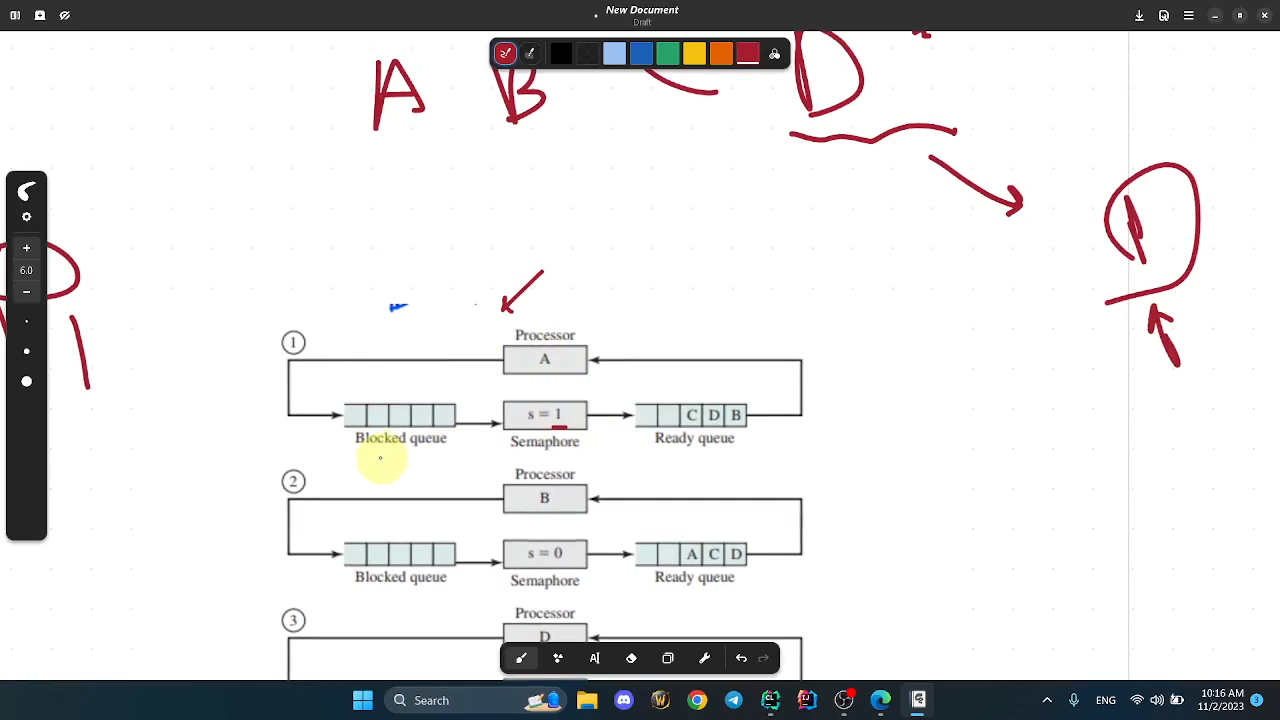 New Document
Draft
A B D
6.0
1
Processor
A
s = 1
C D B
Blocked queue
Semaphore
Ready queue
2
Processor
B
s = 0
A C D
Blocked queue
Semaphore
Ready queue
3
Processor
D
Search
ENG
10:16 AM
11/2/2023
3